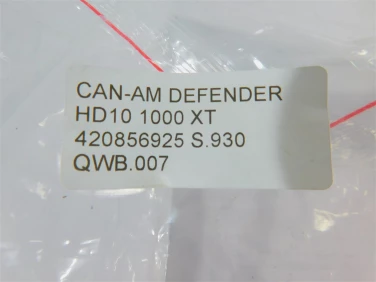 CAN-AM DEFENDER
HD10 1000 XT
420856925 S.930
QWB.007